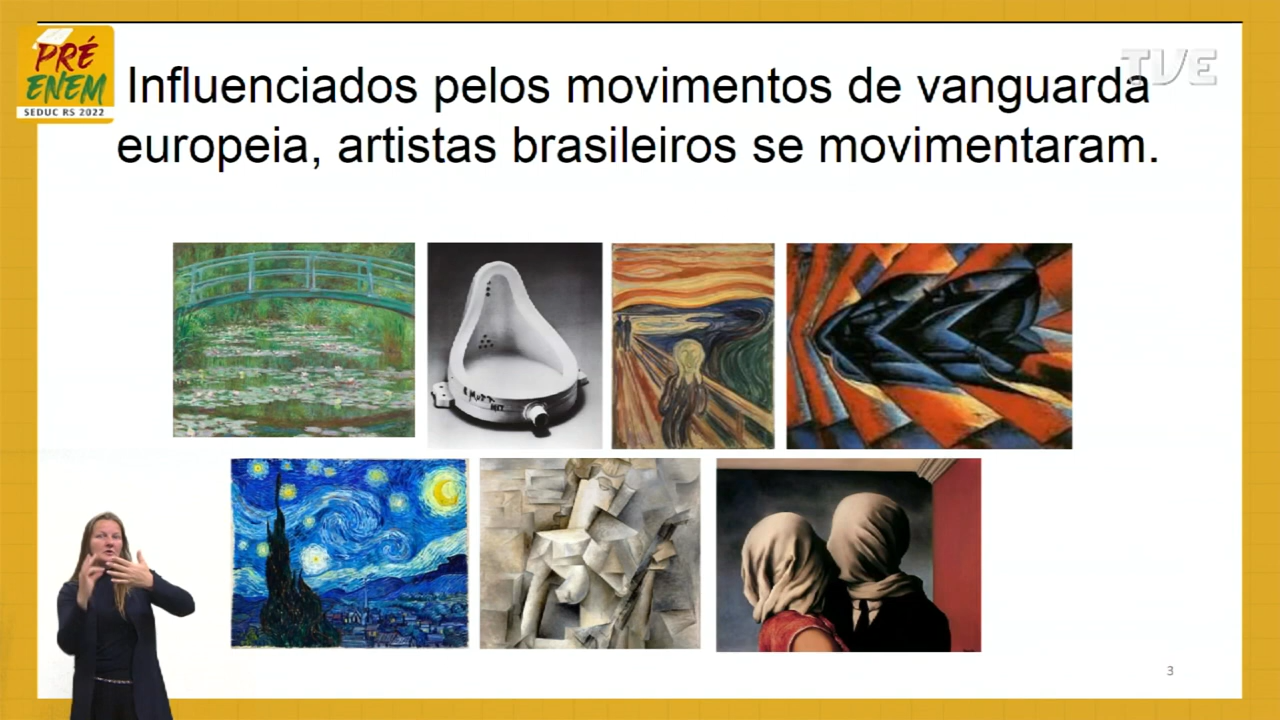 PRÉ
ENEM
SEDUC RS 2022
TVE
Influenciados pelos movimentos de vanguarda
europeia, artistas brasileiros se movimentaram.
3